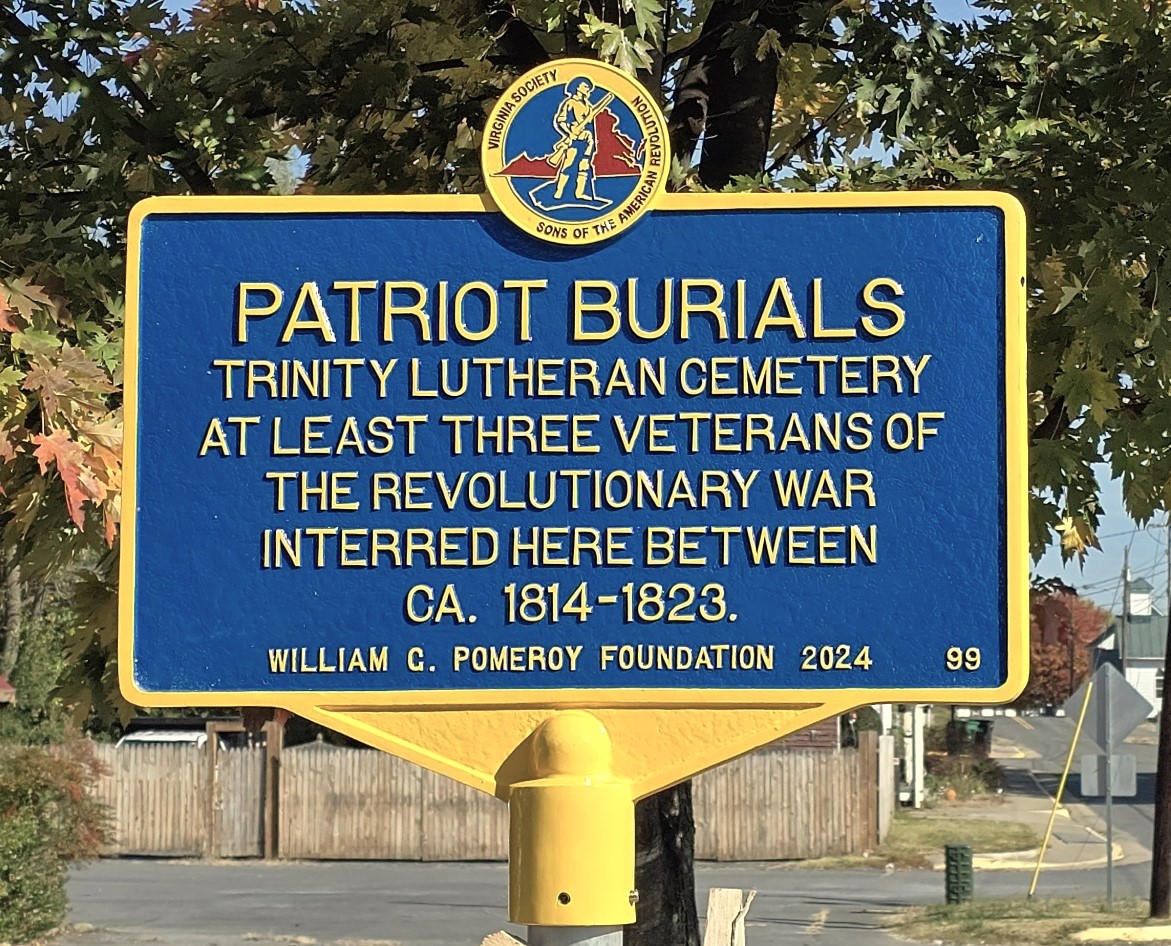 VIRGINIA SOCIETY
SONS OF THE AMERICAN REVOLUTION
PATRIOT BURIALS
TRINITY LUTHERAN CEMETERY
AT LEAST THREE VETERANS OF
THE REVOLUTIONARY WAR
INTERRED HERE BETWEEN
CA. 1814-1823.
WILLIAM G. POMEROY FOUNDATION 2024 99